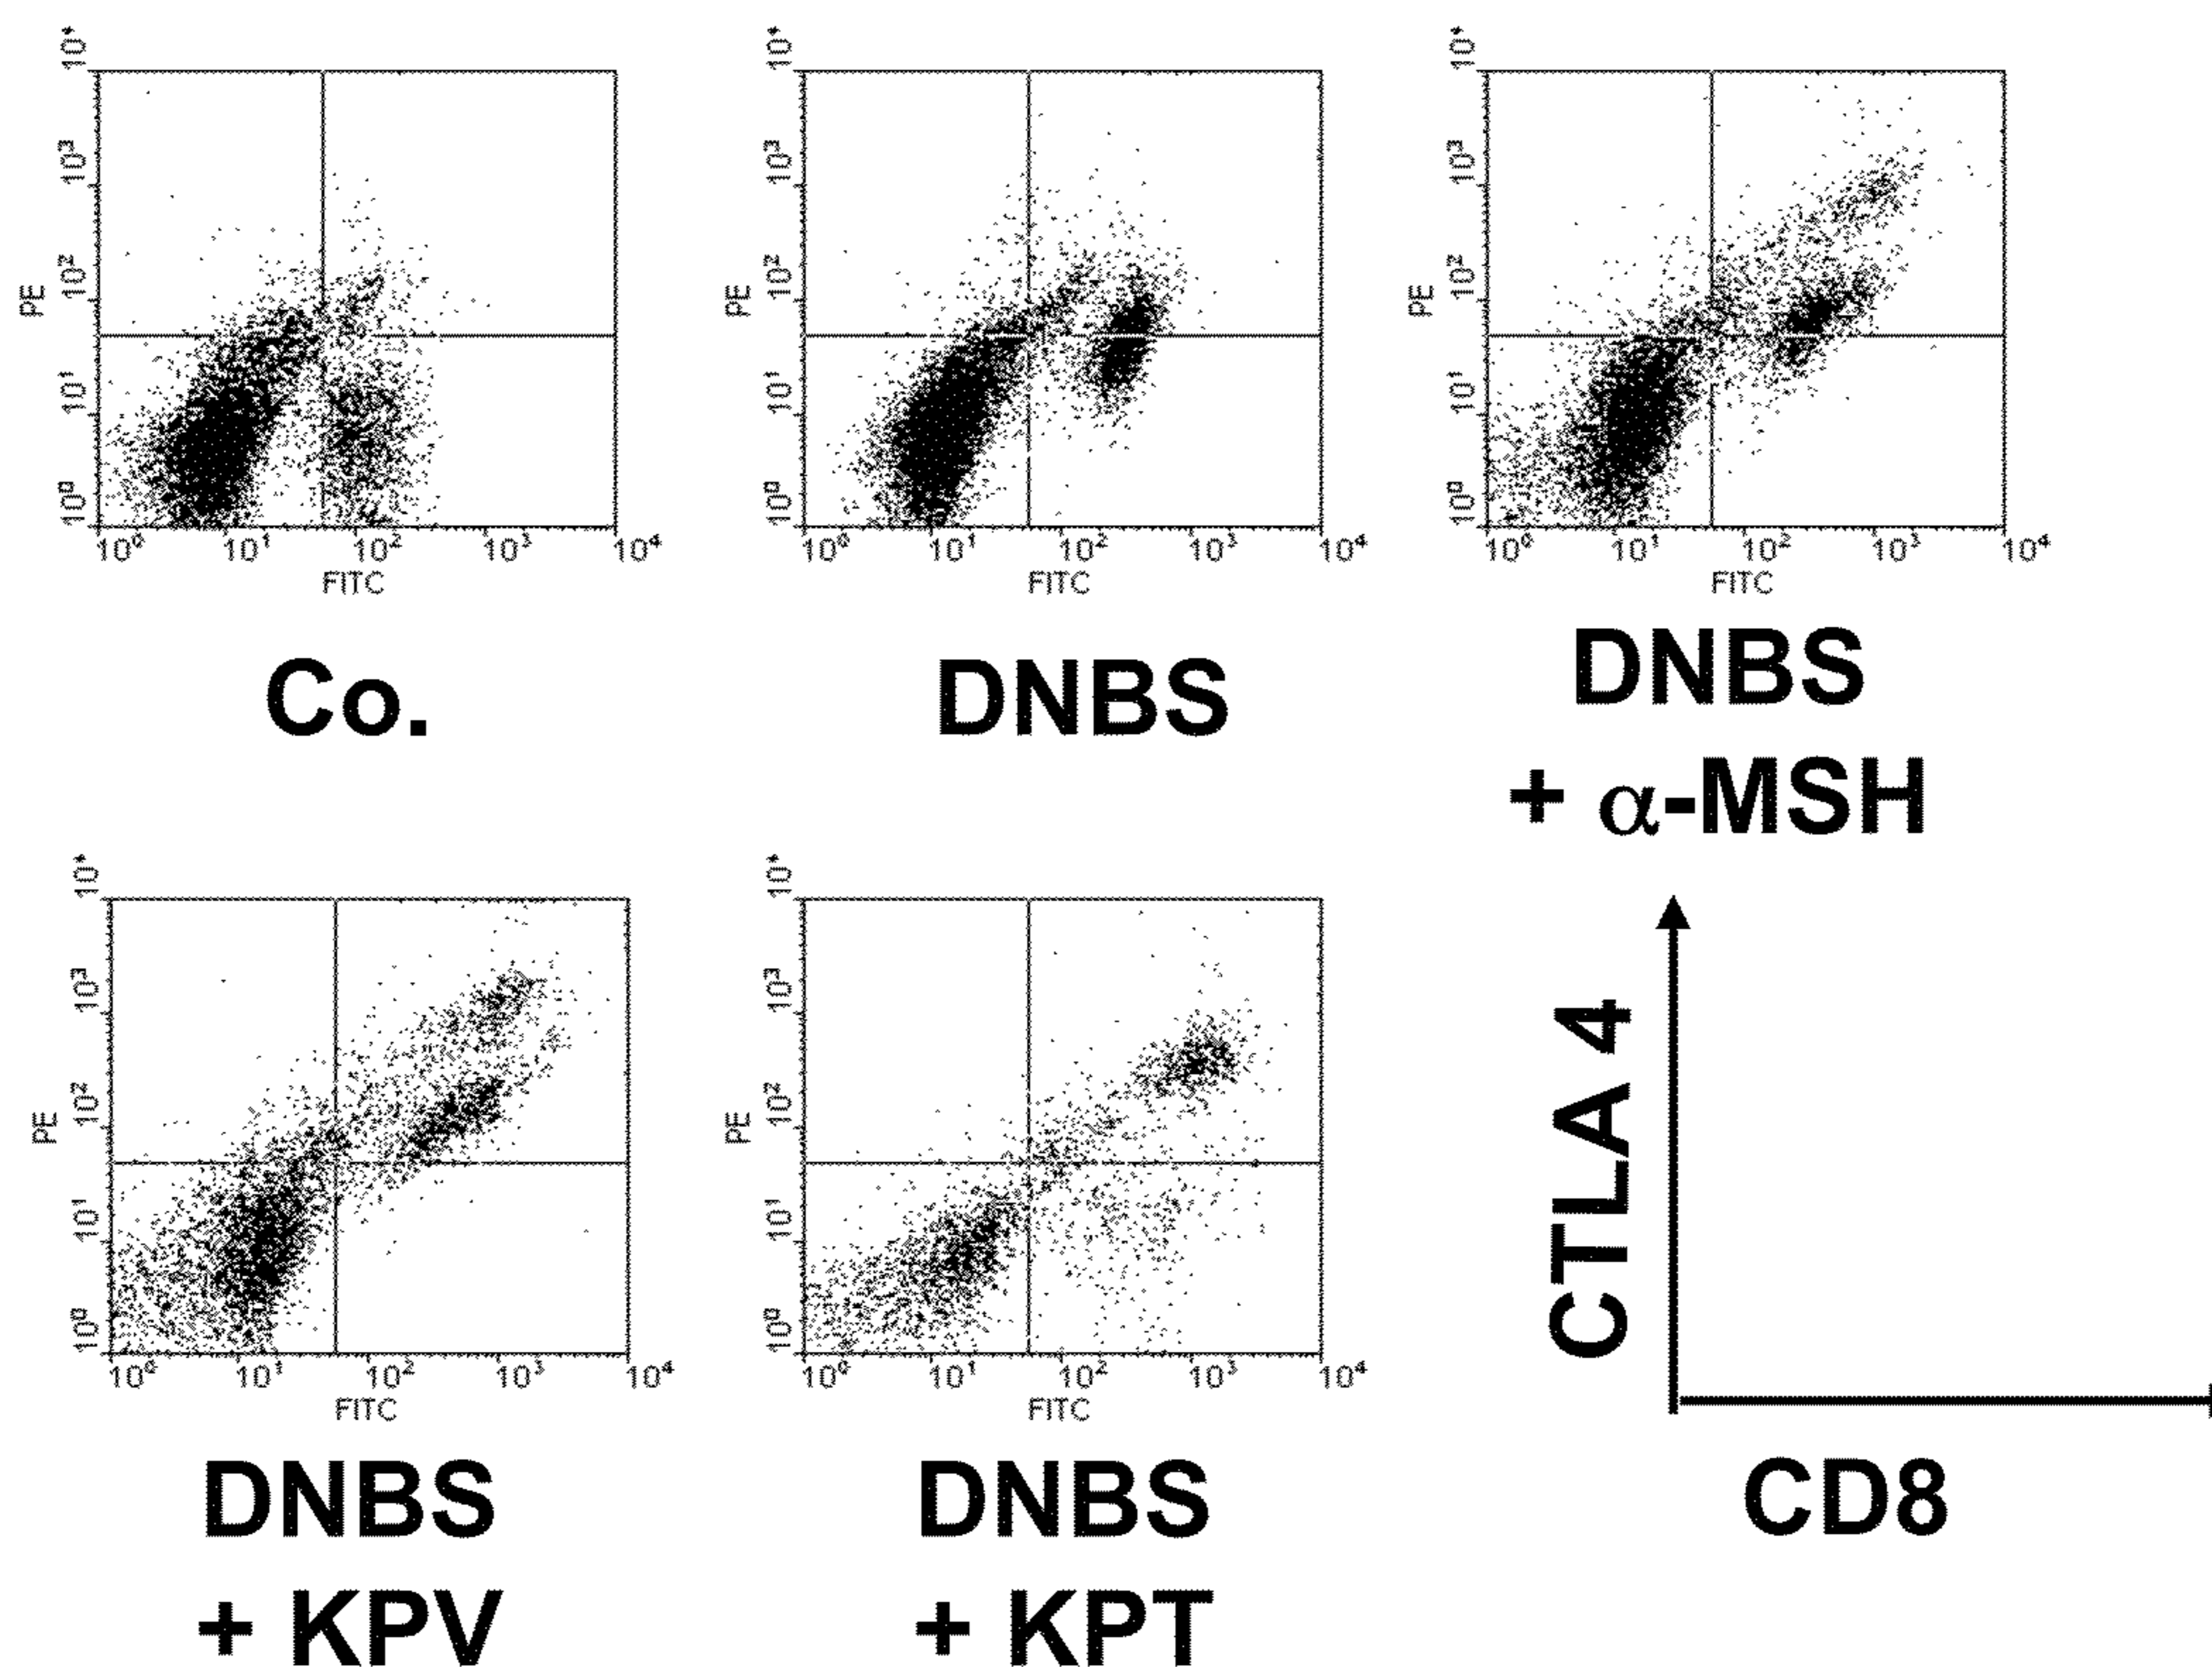 10⁴
10³
10²
10¹
10⁰
PE
10⁰ 10¹ 10² 10³ 10⁴
FITC
Co.
10⁴
10³
10²
10¹
10⁰
PE
10⁰ 10¹ 10² 10³ 10⁴
FITC
DNBS
10⁴
10³
10²
10¹
10⁰
PE
10⁰ 10¹ 10² 10³ 10⁴
FITC
DNBS
+ α-MSH
10⁴
10³
10²
10¹
10⁰
PE
10⁰ 10¹ 10² 10³ 10⁴
FITC
DNBS
+ KPV
10⁴
10³
10²
10¹
10⁰
PE
10⁰ 10¹ 10² 10³ 10⁴
FITC
DNBS
+ KPT
CTLA 4
CD8